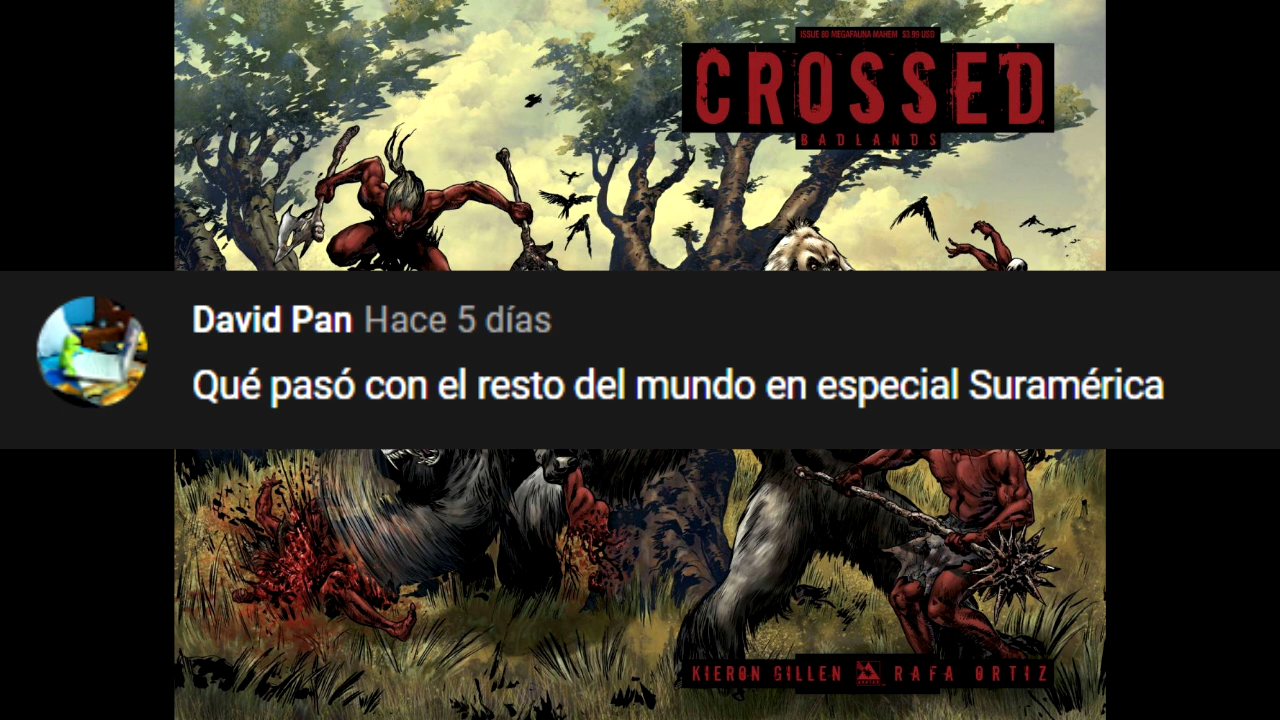 ISSUE 80 MEGAFAUNA MAHEM $3.99 USD
CROSSED
BADLANDS
David Pan Hace 5 días
Qué pasó con el resto del mundo en especial Suramérica
KIERON GILLEN RAFA ORTIZ